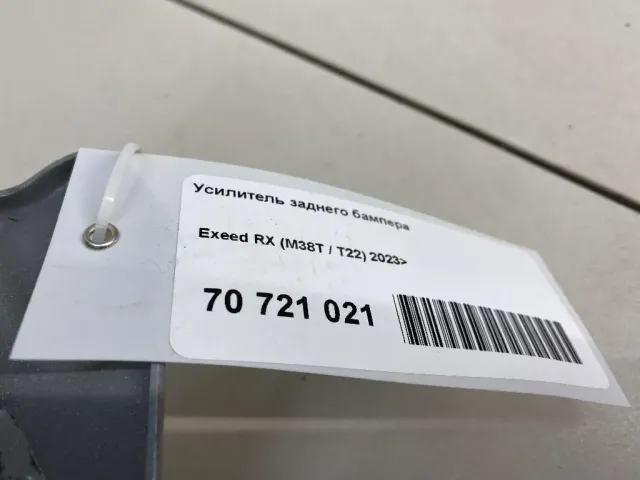 Усилитель заднего бампера
Exeed RX (M38T / T22) 2023>
70 721 021